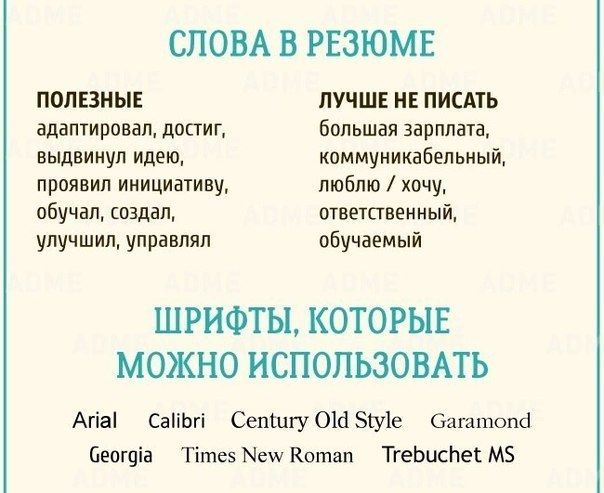 СЛОВА В РЕЗЮМЕ
ПОЛЕЗНЫЕ
адаптировал, достиг,
выдвинул идею,
проявил инициативу,
обучал, создал,
улучшил, управлял
ЛУЧШЕ НЕ ПИСАТЬ
большая зарплата,
коммуникабельный,
люблю / хочу,
ответственный,
обучаемый
ШРИФТЫ, КОТОРЫЕ
МОЖНО ИСПОЛЬЗОВАТЬ
Arial Calibri Century Old Style Garamond
Georgia Times New Roman Trebuchet MS